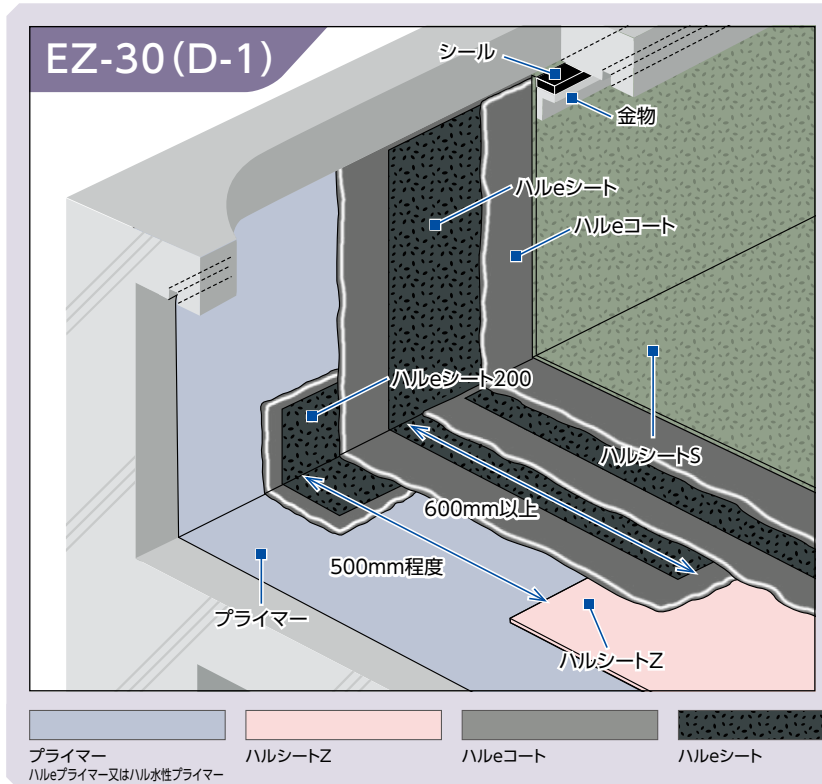 EZ-30(D-1)
シール
金物
ハルeシート
ハルeコート
ハルeシート200
ハルシートS
600mm以上
500mm程度
プライマー
ハルシートZ
プライマー
ハルeプライマー又はハル水性プライマー
ハルシートZ
ハルeコート
ハルeシート